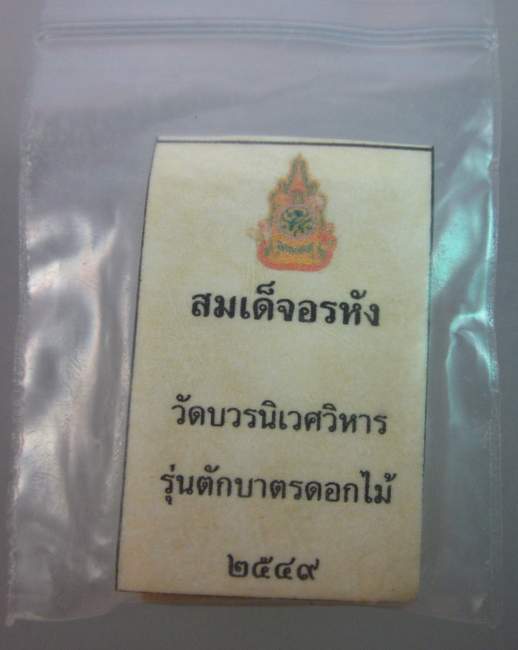 สมเด็จอรหัง
วัดบวรนิเวศวิหาร
รุ่นตักบาตรดอกไม้
๒๕๔๙